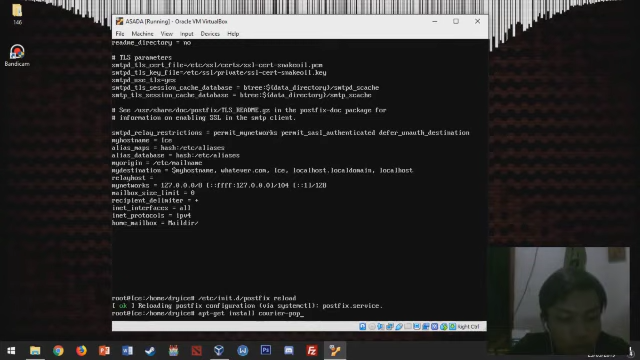 146
Bandicam
ASADA [Running] - Oracle VM VirtualBox
File Machine View Input Devices Help
readme_directory = no
# TLS parameters
smtpd_tls_cert_file=/etc/ssl/certs/ssl-cert-snakeoil.pem
smtpd_tls_key_file=/etc/ssl/private/ssl-cert-snakeoil.key
smtpd_use_tls=yes
smtpd_tls_session_cache_database = btree:${data_directory}/smtpd_scache
smtp_tls_session_cache_database = btree:${data_directory}/smtp_scache
# See /usr/share/doc/postfix/TLS_README.gz in the postfix-doc package for
# information on enabling SSL in the smtp client.
smtpd_relay_restrictions = permit_mynetworks permit_sasl_authenticated defer_unauth_destination
myhostname = lce
alias_maps = hash:/etc/aliases
alias_database = hash:/etc/aliases
myorigin = /etc/mailname
mydestination = $myhostname, whatever.com, lce, localhost.localdomain, localhost
relayhost =
mynetworks = 127.0.0.0/8 [::ffff:127.0.0.0]/104 [::1]/128
mailbox_size_limit = 0
recipient_delimiter = +
inet_interfaces = all
inet_protocols = ipv4
home_mailbox = Maildir/
root@lce:/home/dryice# /etc/init.d/postfix reload
[ ok ] Reloading postfix configuration (via systemctl): postfix.service.
root@lce:/home/dryice# apt-get install courier-pop_
Right Ctrl